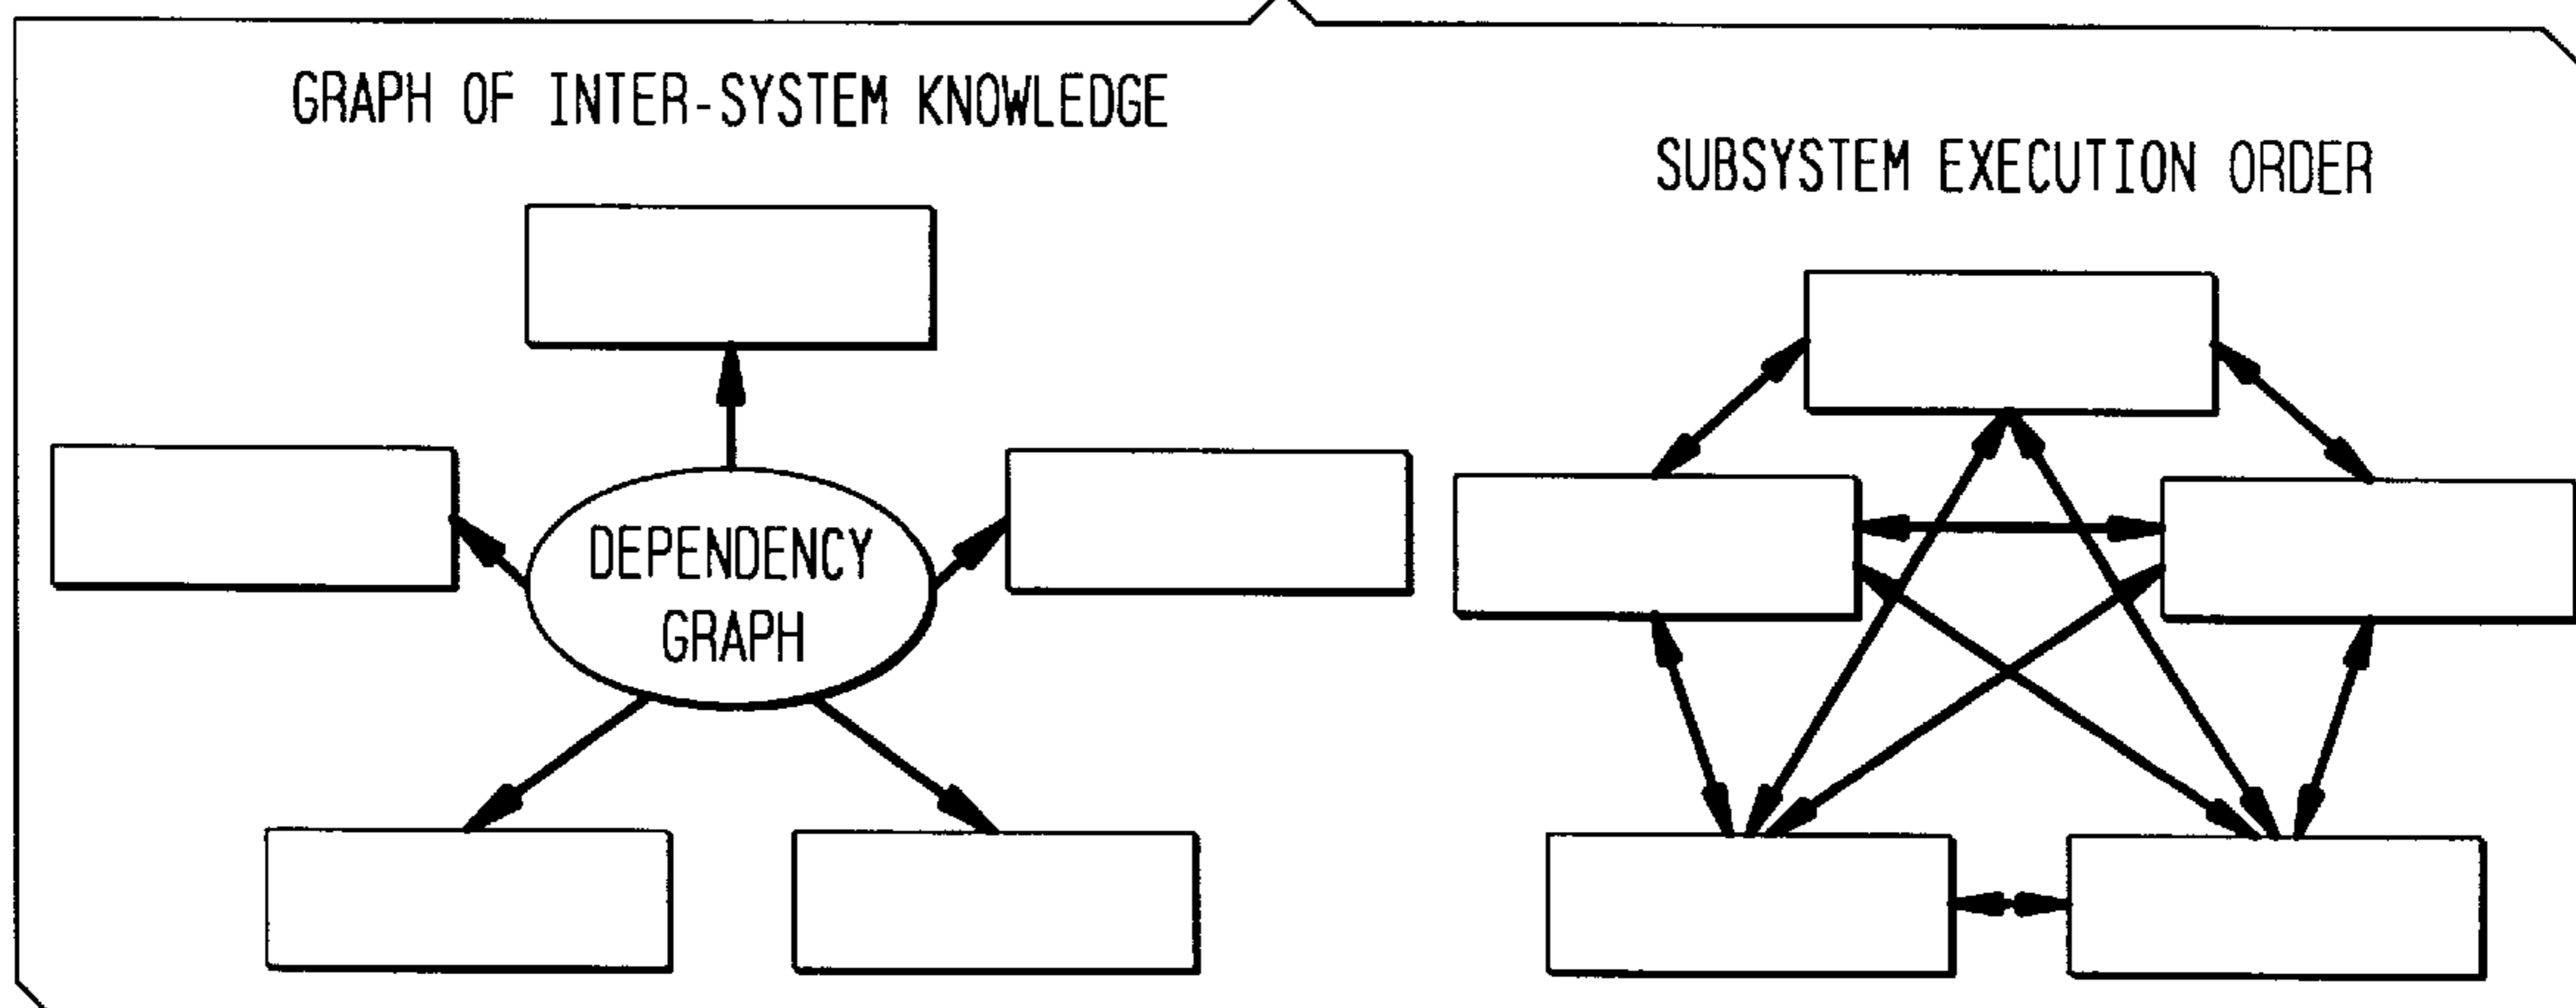 GRAPH OF INTER-SYSTEM KNOWLEDGE
SUBSYSTEM EXECUTION ORDER
DEPENDENCY
GRAPH